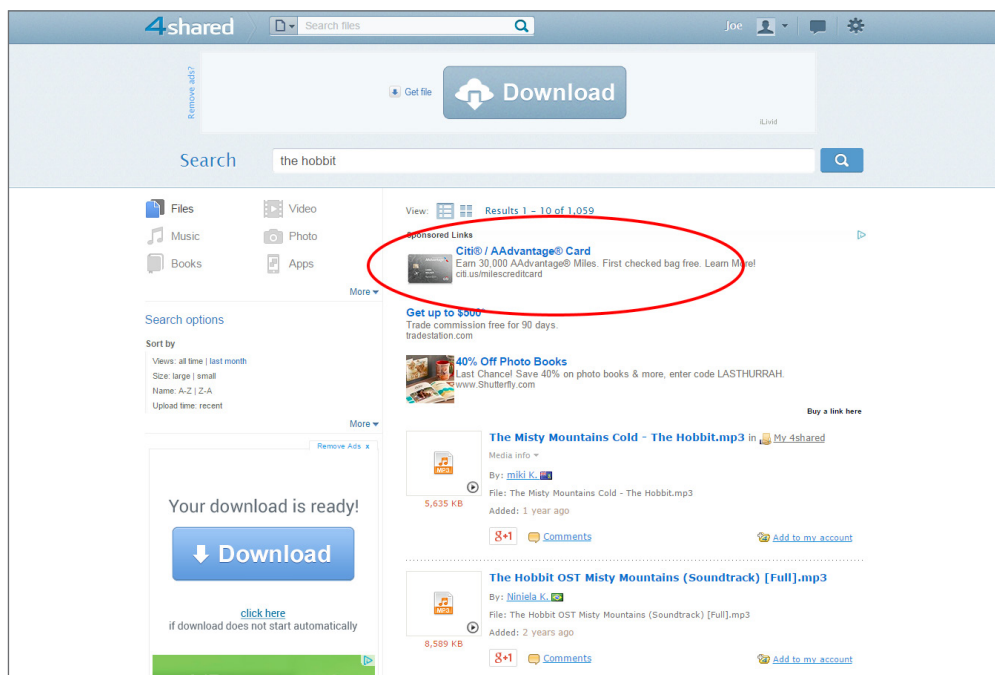 4shared
Search files
Joe
Remove ads?
Get file
Download
iLivid
Search
the hobbit
Files
Video
Music
Photo
Books
Apps
More
Search options
Sort by
Views: all time | last month
Size: large | small
Name: A-Z | Z-A
Upload time: recent
More
Remove Ads x
Your download is ready!
Download
click here
if download does not start automatically
View:
Results 1 - 10 of 1,059
Sponsored Links
Citi® / AAdvantage® Card
Earn 30,000 AAdvantage® Miles. First checked bag free. Learn More!
citi.us/milescreditcard
Get up to $500*
Trade commission free for 90 days.
tradestation.com
40% Off Photo Books
Last Chance! Save 40% on photo books & more, enter code LASTHURRAH.
www.Shutterfly.com
Buy a link here
The Misty Mountains Cold - The Hobbit.mp3 in My 4shared
Media info
By: miki K.
File: The Misty Mountains Cold - The Hobbit.mp3
5,635 KB
Added: 1 year ago
g+1
Comments
Add to my account
The Hobbit OST Misty Mountains (Soundtrack) [Full].mp3
By: Niniela K.
File: The Hobbit OST Misty Mountains (Soundtrack) [Full].mp3
Added: 2 years ago
8,589 KB
g+1
Comments
Add to my account